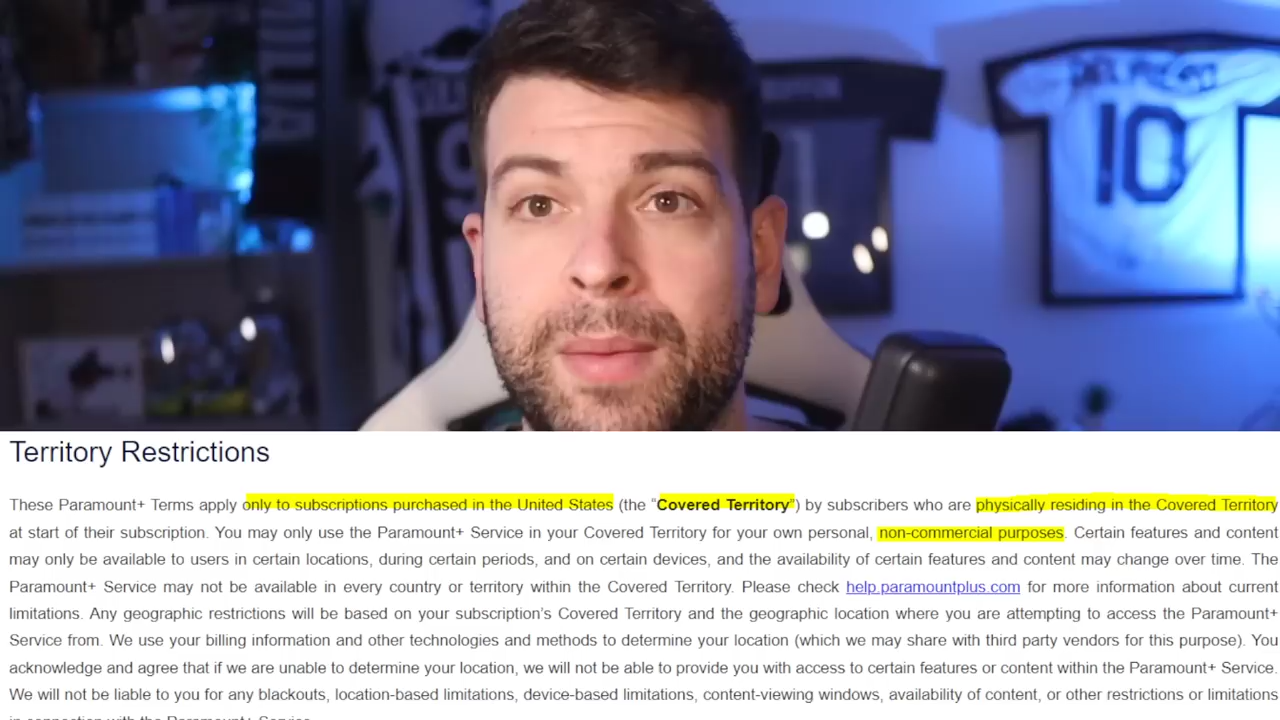 10
Territory Restrictions
These Paramount+ Terms apply only to subscriptions purchased in the United States (the “Covered Territory”) by subscribers who are physically residing in the Covered Territory
at start of their subscription. You may only use the Paramount+ Service in your Covered Territory for your own personal, non-commercial purposes. Certain features and content
may only be available to users in certain locations, during certain periods, and on certain devices, and the availability of certain features and content may change over time. The
Paramount+ Service may not be available in every country or territory within the Covered Territory. Please check help.paramountplus.com for more information about current
limitations. Any geographic restrictions will be based on your subscription’s Covered Territory and the geographic location where you are attempting to access the Paramount+
Service from. We use your billing information and other technologies and methods to determine your location (which we may share with third party vendors for this purpose). You
acknowledge and agree that if we are unable to determine your location, we will not be able to provide you with access to certain features or content within the Paramount+ Service.
We will not be liable to you for any blackouts, location-based limitations, device-based limitations, content-viewing windows, availability of content, or other restrictions or limitations
in connection with the Paramount+ Service.